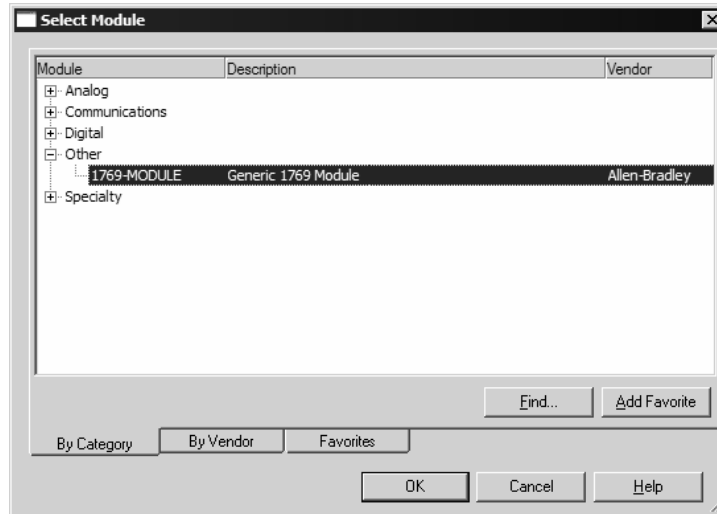 Select Module
Module Description Vendor
Analog
Communications
Digital
Other
1769-MODULE Generic 1769 Module Allen-Bradley
Specialty
Find... Add Favorite
By Category By Vendor Favorites
OK Cancel Help